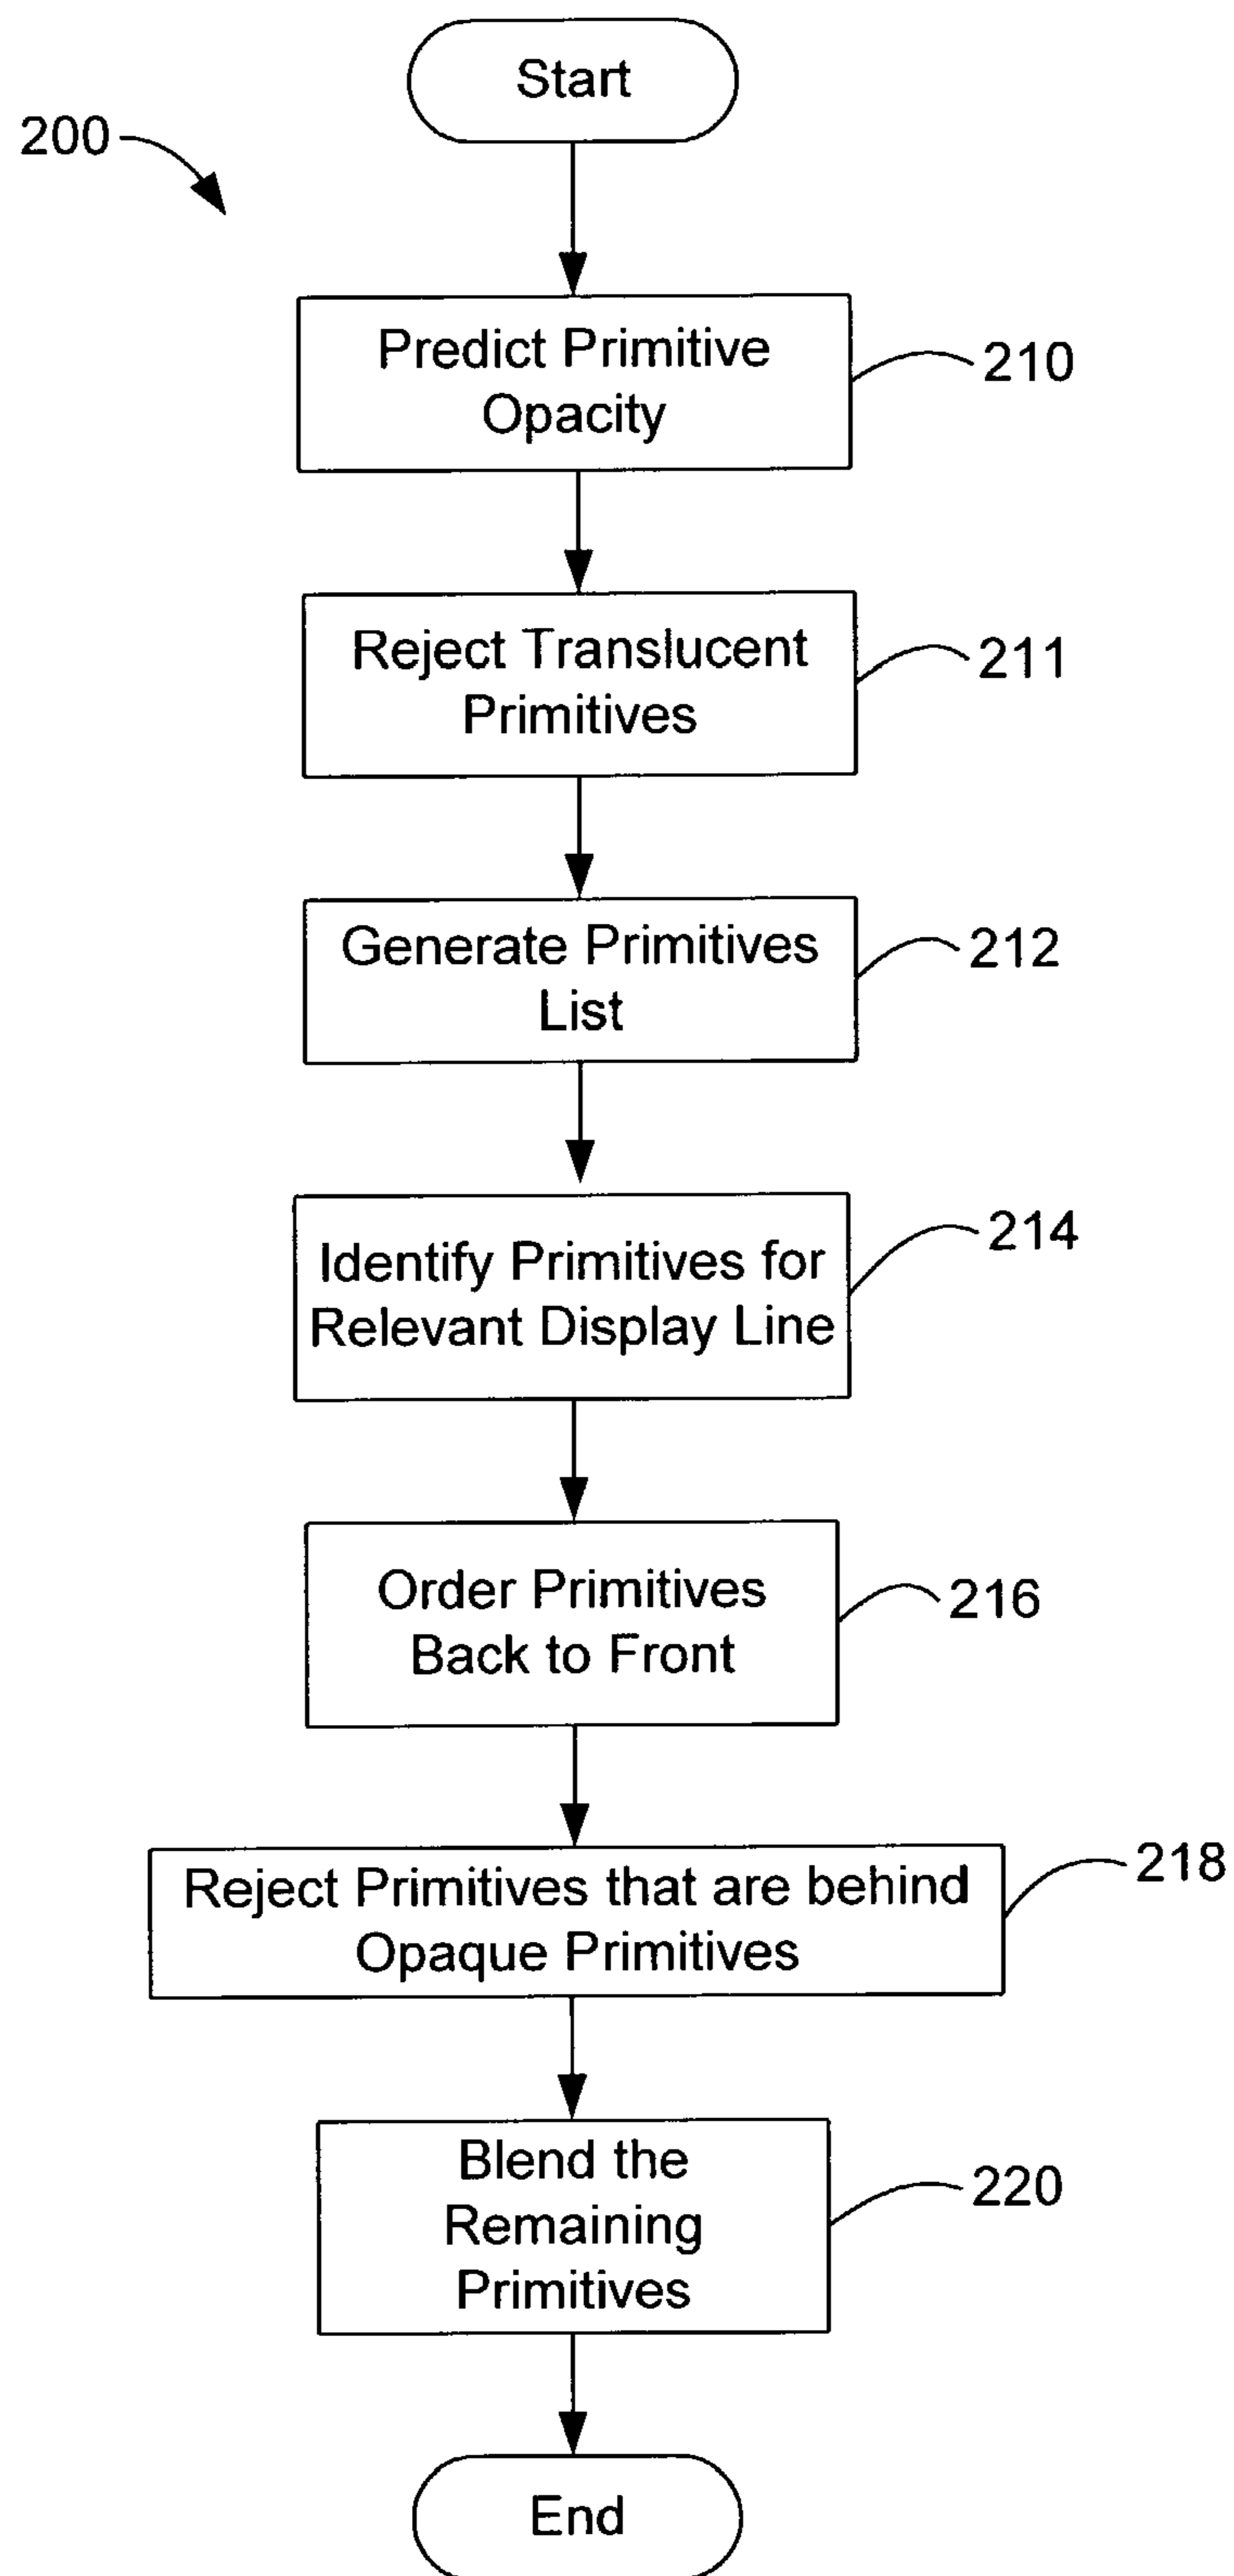 Start
200
Predict Primitive
Opacity
210
Reject Translucent
Primitives
211
Generate Primitives
List
212
Identify Primitives for
Relevant Display Line
214
Order Primitives
Back to Front
216
Reject Primitives that are behind
Opaque Primitives
218
Blend the
Remaining
Primitives
220
End